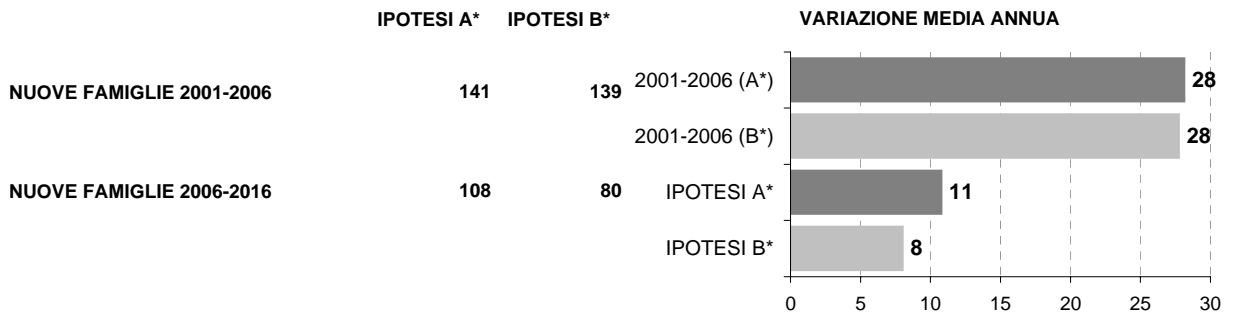 IPOTESI A* IPOTESI B* VARIAZIONE MEDIA ANNUA
NUOVE FAMIGLIE 2001-2006 141 139
NUOVE FAMIGLIE 2006-2016 108 80
2001-2006 (A*) 28
2001-2006 (B*) 28
IPOTESI A* 11
IPOTESI B* 8
0 5 10 15 20 25 30